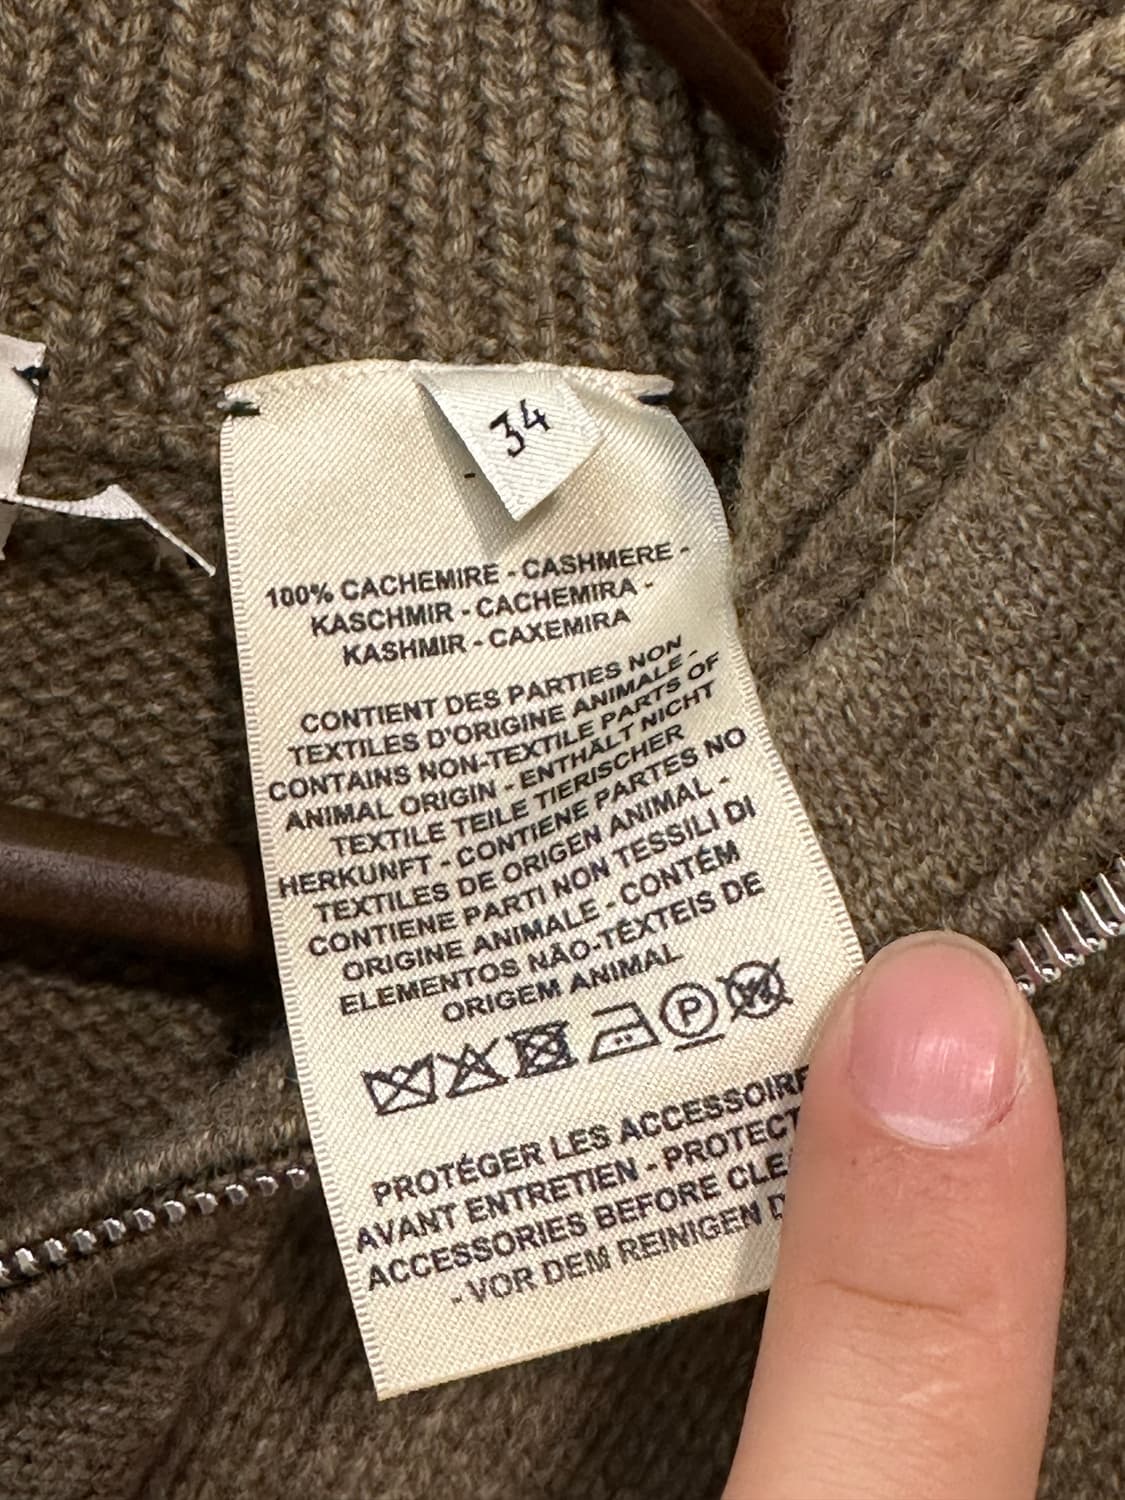 34
100% CACHEMIRE - CASHMERE -
KASCHMIR - CACHEMIRA -
KASHMIR - CAXEMIRA
CONTIENT DES PARTIES NON
TEXTILES D'ORIGINE ANIMALE -
CONTAINS NON-TEXTILE PARTS OF
ANIMAL ORIGIN - ENTHÄLT NICHT
TEXTILE TEILE TIERISCHER
HERKUNFT - CONTIENE PARTES NO
TEXTILES DE ORIGEN ANIMAL -
CONTIENE PARTI NON TESSILI DI
ORIGINE ANIMALE - CONTÉM
ELEMENTOS NÃO-TÊXTEIS DE
ORIGEM ANIMAL
P W
PROTÉGER LES ACCESSOIRE
AVANT ENTRETIEN - PROTECT
ACCESSORIES BEFORE CLE
- VOR DEM REINIGEN D